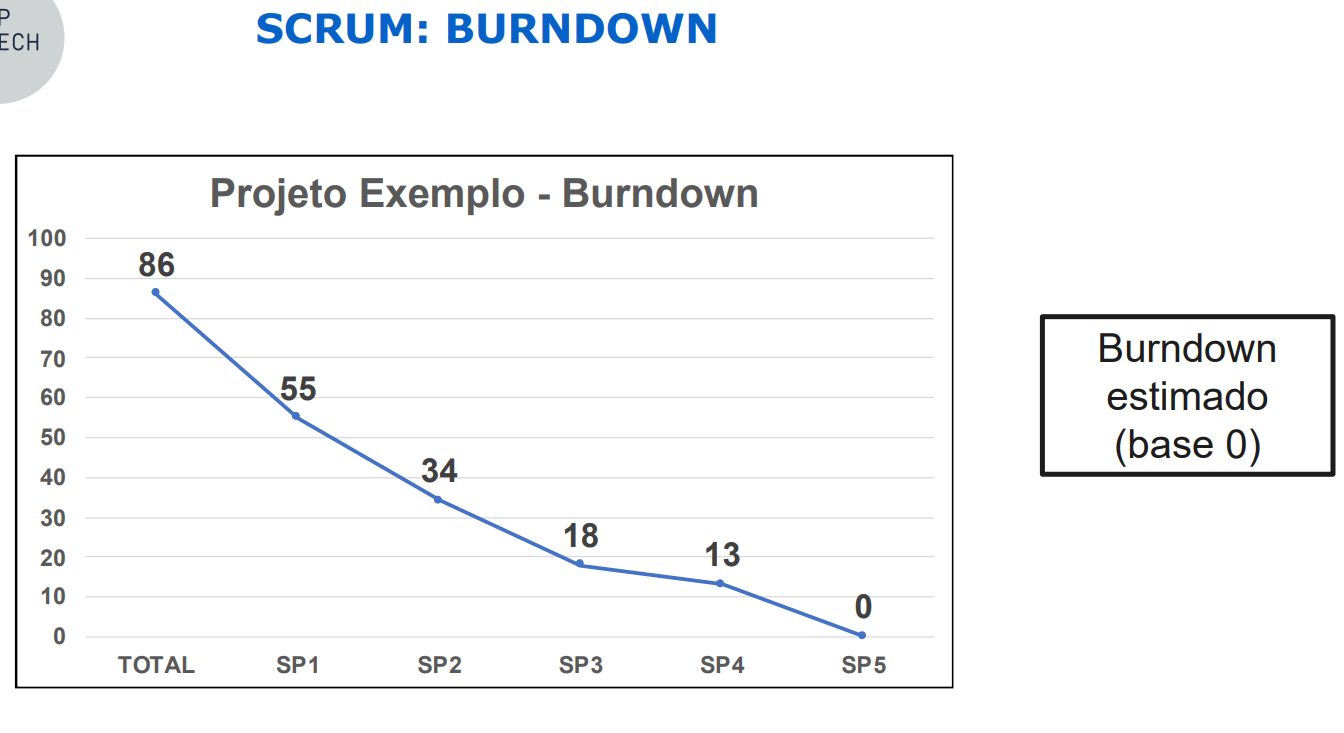 P
ECH
SCRUM: BURNDOWN
Projeto Exemplo - Burndown
100
90
80
70
60
50
40
30
20
10
0
86
55
34
18
13
0
TOTAL SP1 SP2 SP3 SP4 SP5
Burndown
estimado
(base 0)